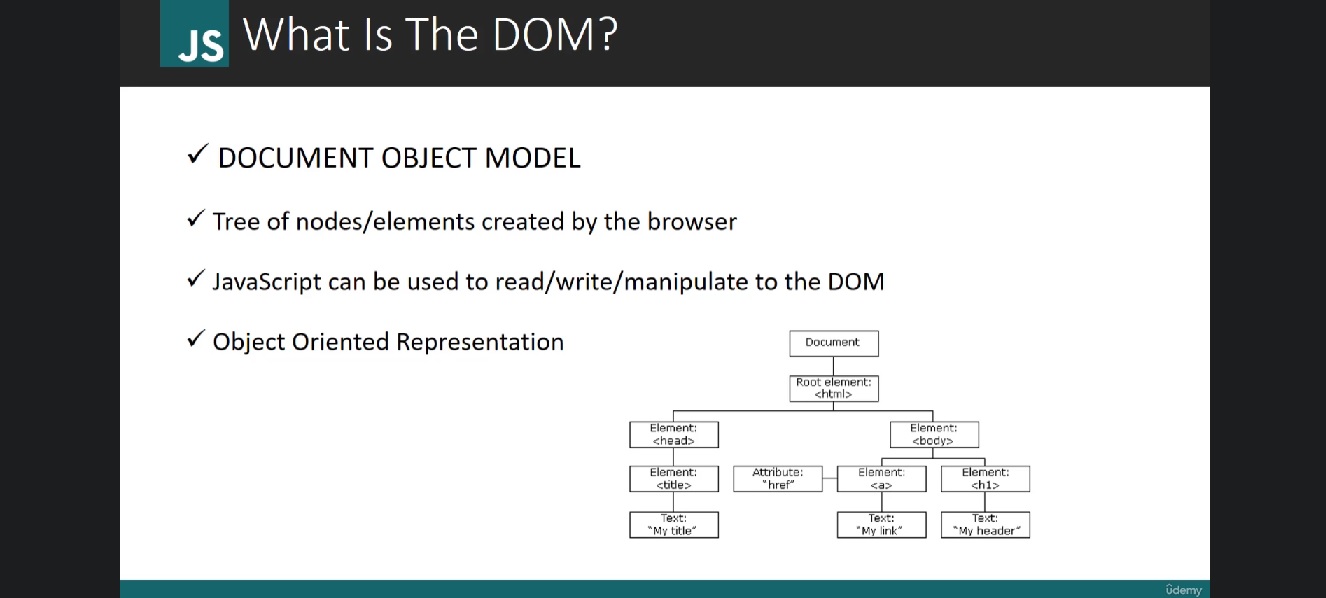 JS What Is The DOM?
✓ DOCUMENT OBJECT MODEL
✓ Tree of nodes/elements created by the browser
✓ JavaScript can be used to read/write/manipulate to the DOM
✓ Object Oriented Representation
Document
Root element:
<html>
Element:
<head>
Element:
<body>
Element:
<title>
Attribute:
"href"
Element:
<a>
Element:
<h1>
Text:
"My title"
Text:
"My link"
Text:
"My header"
ûdemy